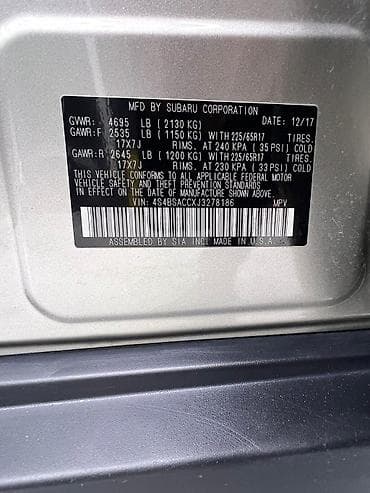 MFD BY SUBARU CORPORATION
GVWR: 4695 LB ( 2130 KG) DATE: 12/17
GAWR:F 2535 LB ( 1150 KG) WITH 225/65R17 TIRES.
17X7J RIMS. AT 240 KPA ( 35 PSI) COLD
GAWR:R 2645 LB ( 1200 KG) WITH 225/65R17 TIRES.
17X7J RIMS. AT 230 KPA ( 33 PSI) COLD
THIS VEHICLE CONFORMS TO ALL APPLICABLE FEDERAL MOTOR
VEHICLE SAFETY AND THEFT PREVENTION STANDARDS
IN EFFECT ON THE DATE OF MANUFACTURE SHOWN ABOVE.
VIN: 4S4BSACCXJ3278186 MPV
ASSEMBLED BY SIA INC. MADE IN U.S.A.